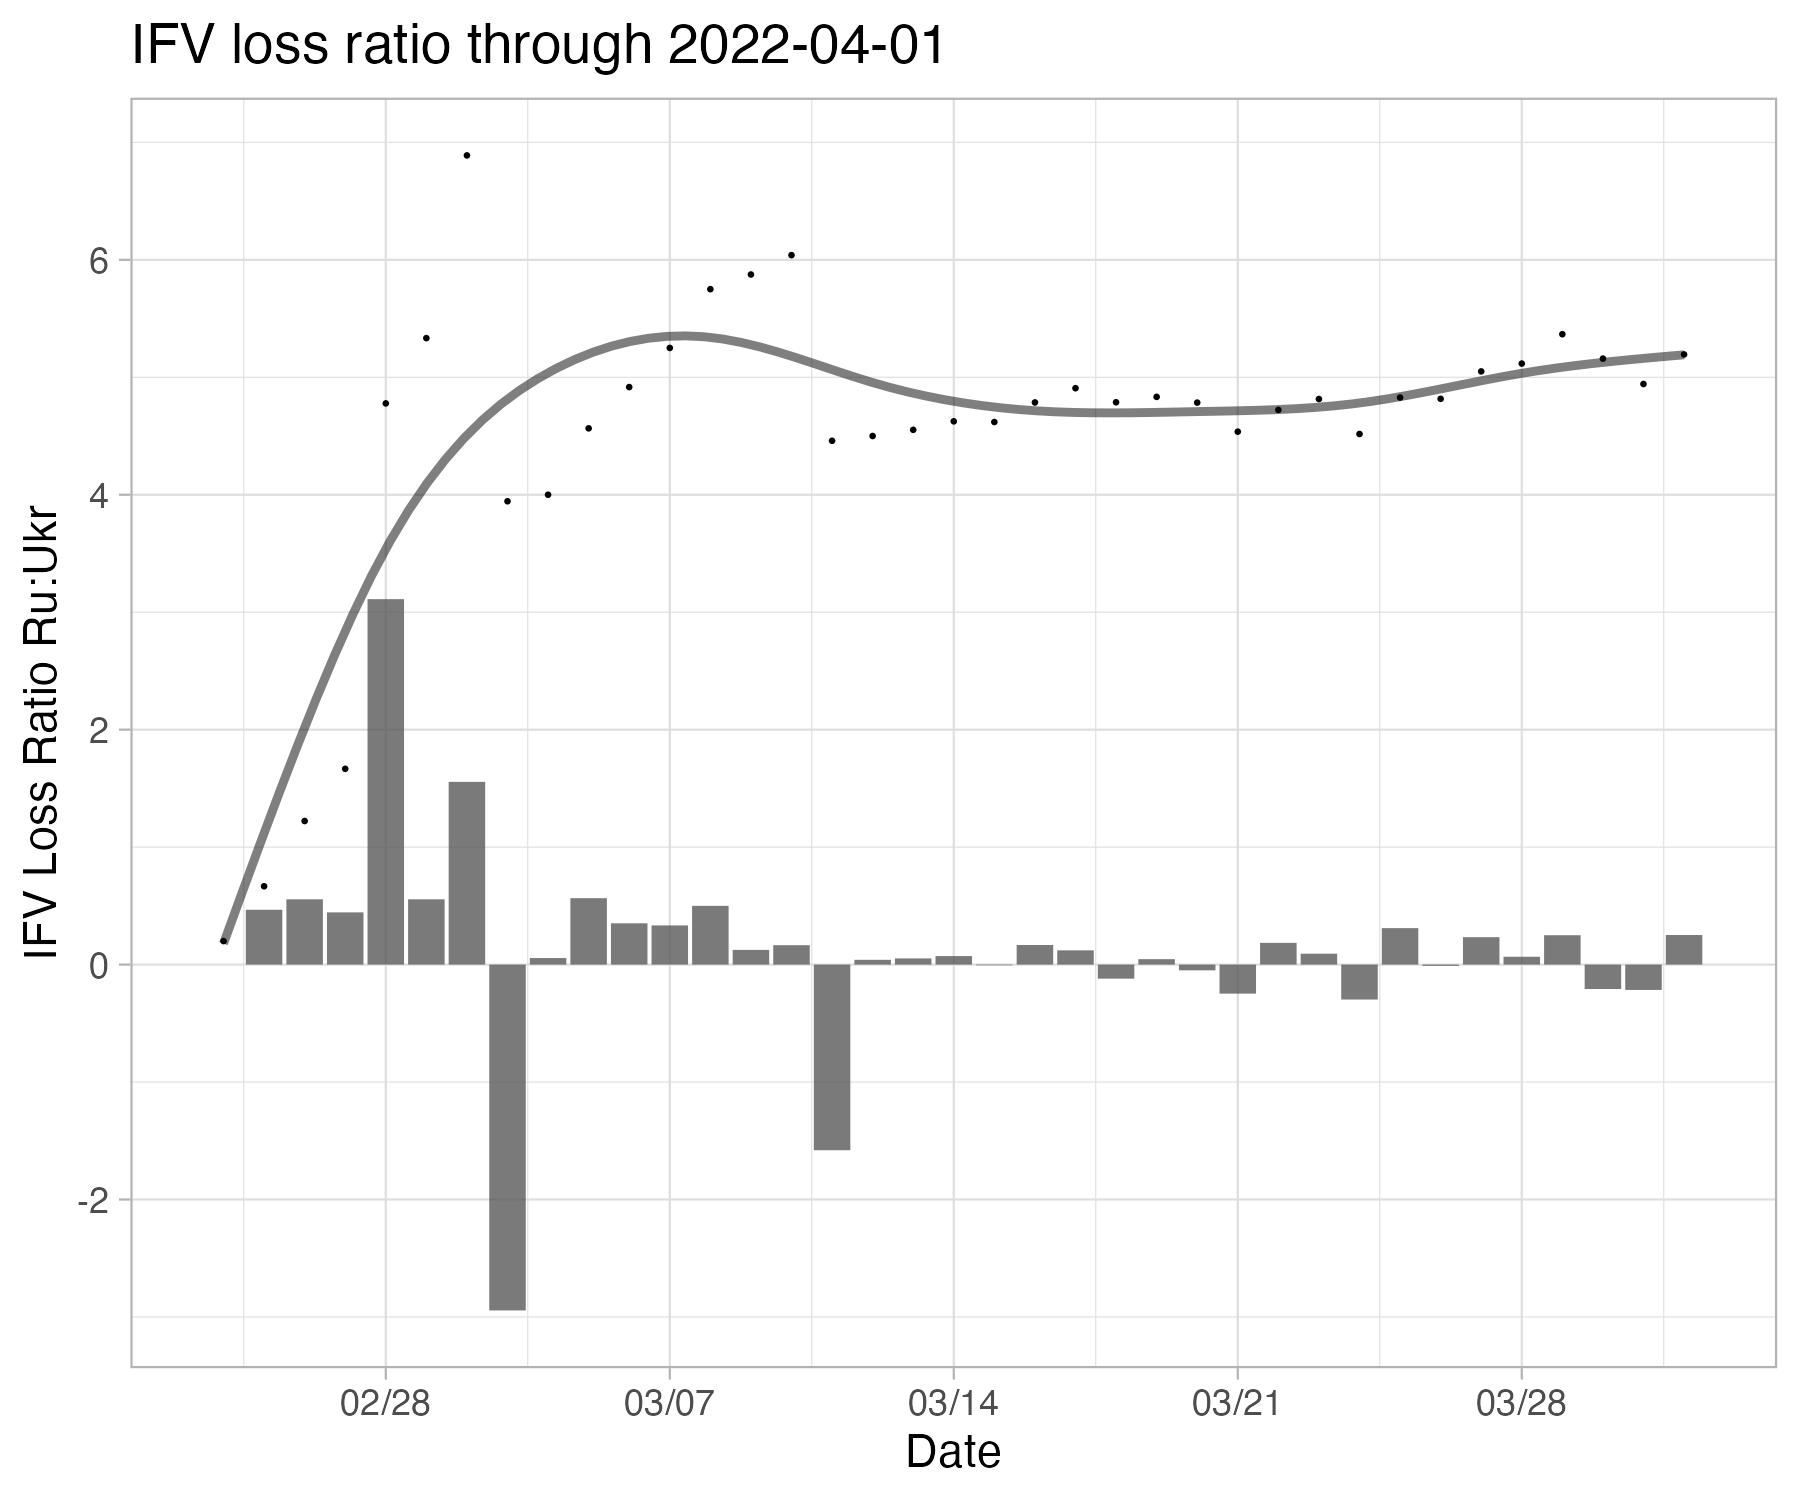 IFV loss ratio through 2022-04-01
IFV Loss Ratio Ru:Ukr
6
4
2
0
-2
02/28 03/07 03/14 03/21 03/28
Date